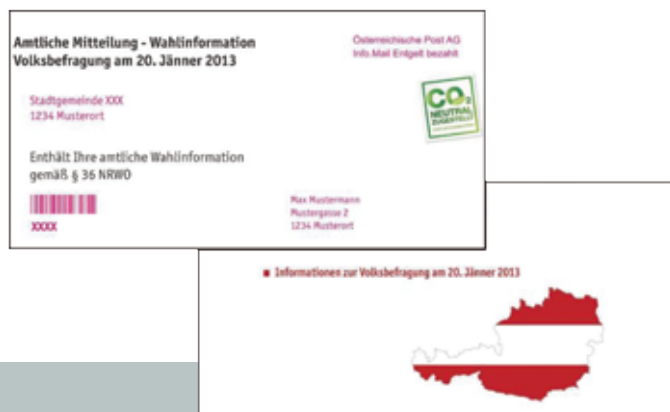 Amtliche Mitteilung - Wahlinformation
Volksbefragung am 20. Jänner 2013
Österreichische Post AG
Info.Mail Entgelt bezahlt
Stadtgemeinde XXX
1234 Musterort
CO2
NEUTRAL
ZUGESTELLT
Enthält Ihre amtliche Wahlinformation
gemäß § 36 NRWO
XXXX
Max Mustermann
Mustergasse 2
1234 Musterort
■ Informationen zur Volksbefragung am 20. Jänner 2013